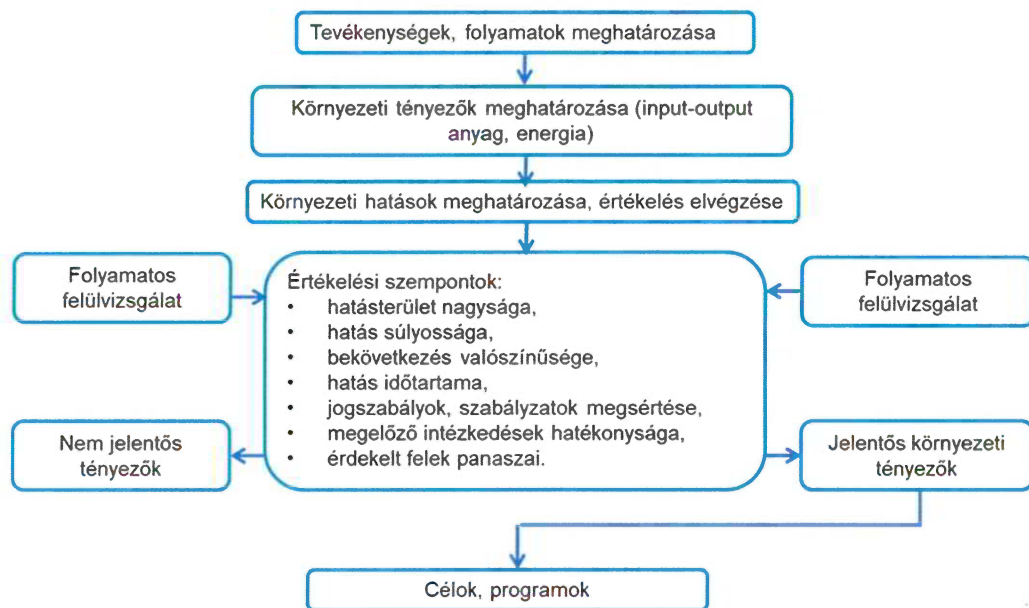 Tevékenységek, folyamatok meghatározása
Környezeti tényezők meghatározása (input-output
anyag, energia)
Környezeti hatások meghatározása, értékelés elvégzése
Folyamatos
felülvizsgálat
Értékelési szempontok:
• hatásterület nagysága,
• hatás súlyossága,
• bekövetkezés valószínűsége,
• hatás időtartama,
• jogszabályok, szabályzatok megsértése,
• megelőző intézkedések hatékonysága,
• érdekelt felek panaszai.
Folyamatos
felülvizsgálat
Nem jelentős
tényezők
Jelentős környezeti
tényezők
Célok, programok